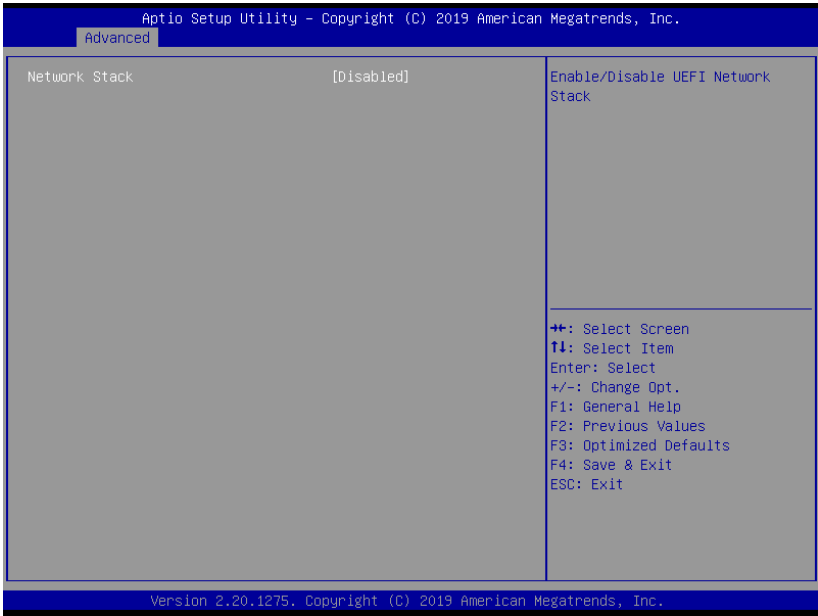 Aptio Setup Utility – Copyright (C) 2019 American Megatrends, Inc.
Advanced
Network Stack [Disabled]
Enable/Disable UEFI Network
Stack
→←: Select Screen
↑↓: Select Item
Enter: Select
+/-: Change Opt.
F1: General Help
F2: Previous Values
F3: Optimized Defaults
F4: Save & Exit
ESC: Exit
Version 2.20.1275. Copyright (C) 2019 American Megatrends, Inc.